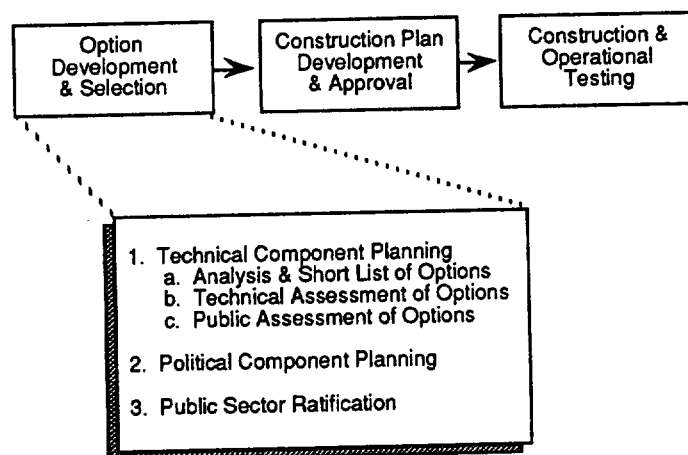 Option
Development
& Selection
Construction Plan
Development
& Approval
Construction &
Operational
Testing
1. Technical Component Planning
a. Analysis & Short List of Options
b. Technical Assessment of Options
c. Public Assessment of Options
2. Political Component Planning
3. Public Sector Ratification